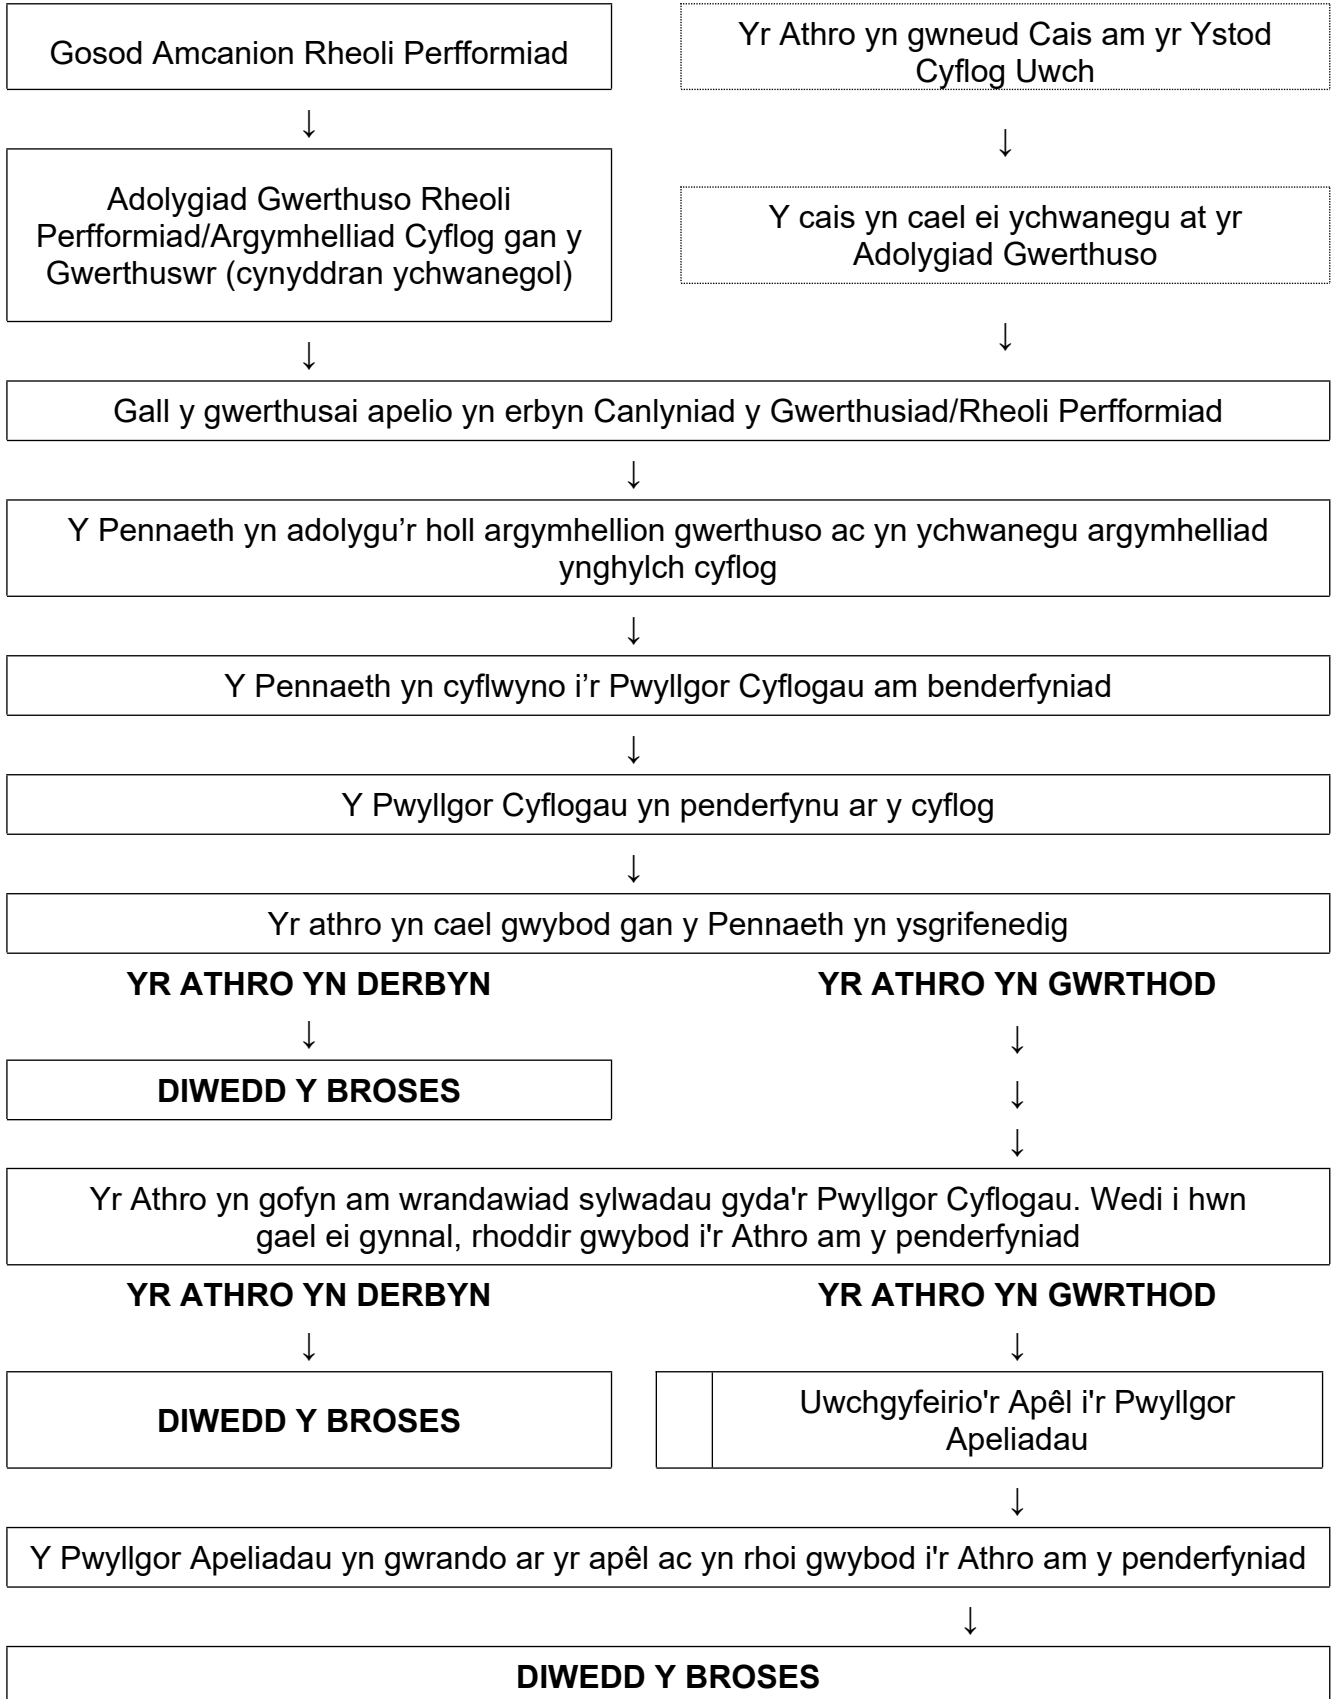 Gosod Amcanion Rheoli Perfformiad
Yr Athro yn gwneud Cais am yr Ystod
Cyflog Uwch
↓
↓
Adolygiad Gwerthuso Rheoli
Perfformiad/Argymhelliad Cyflog gan y
Gwerthuswr (cynyddran ychwanegol)
Y cais yn cael ei ychwanegu at yr
Adolygiad Gwerthuso
↓
↓
Gall y gwerthusai apelio yn erbyn Canlyniad y Gwerthusiad/Rheoli Perfformiad
↓
Y Pennaeth yn adolygu’r holl argymhellion gwerthuso ac yn ychwanegu argymhelliad
ynghylch cyflog
↓
Y Pennaeth yn cyflwyno i’r Pwyllgor Cyflogau am benderfyniad
↓
Y Pwyllgor Cyflogau yn penderfynu ar y cyflog
↓
Yr athro yn cael gwybod gan y Pennaeth yn ysgrifenedig
YR ATHRO YN DERBYN
YR ATHRO YN GWRTHOD
↓
↓
DIWEDD Y BROSES
↓
↓
Yr Athro yn gofyn am wrandawiad sylwadau gyda'r Pwyllgor Cyflogau. Wedi i hwn
gael ei gynnal, rhoddir gwybod i'r Athro am y penderfyniad
YR ATHRO YN DERBYN
YR ATHRO YN GWRTHOD
↓
↓
DIWEDD Y BROSES
Uwchgyfeirio'r Apêl i'r Pwyllgor
Apeliadau
↓
Y Pwyllgor Apeliadau yn gwrando ar yr apêl ac yn rhoi gwybod i'r Athro am y penderfyniad
↓
DIWEDD Y BROSES